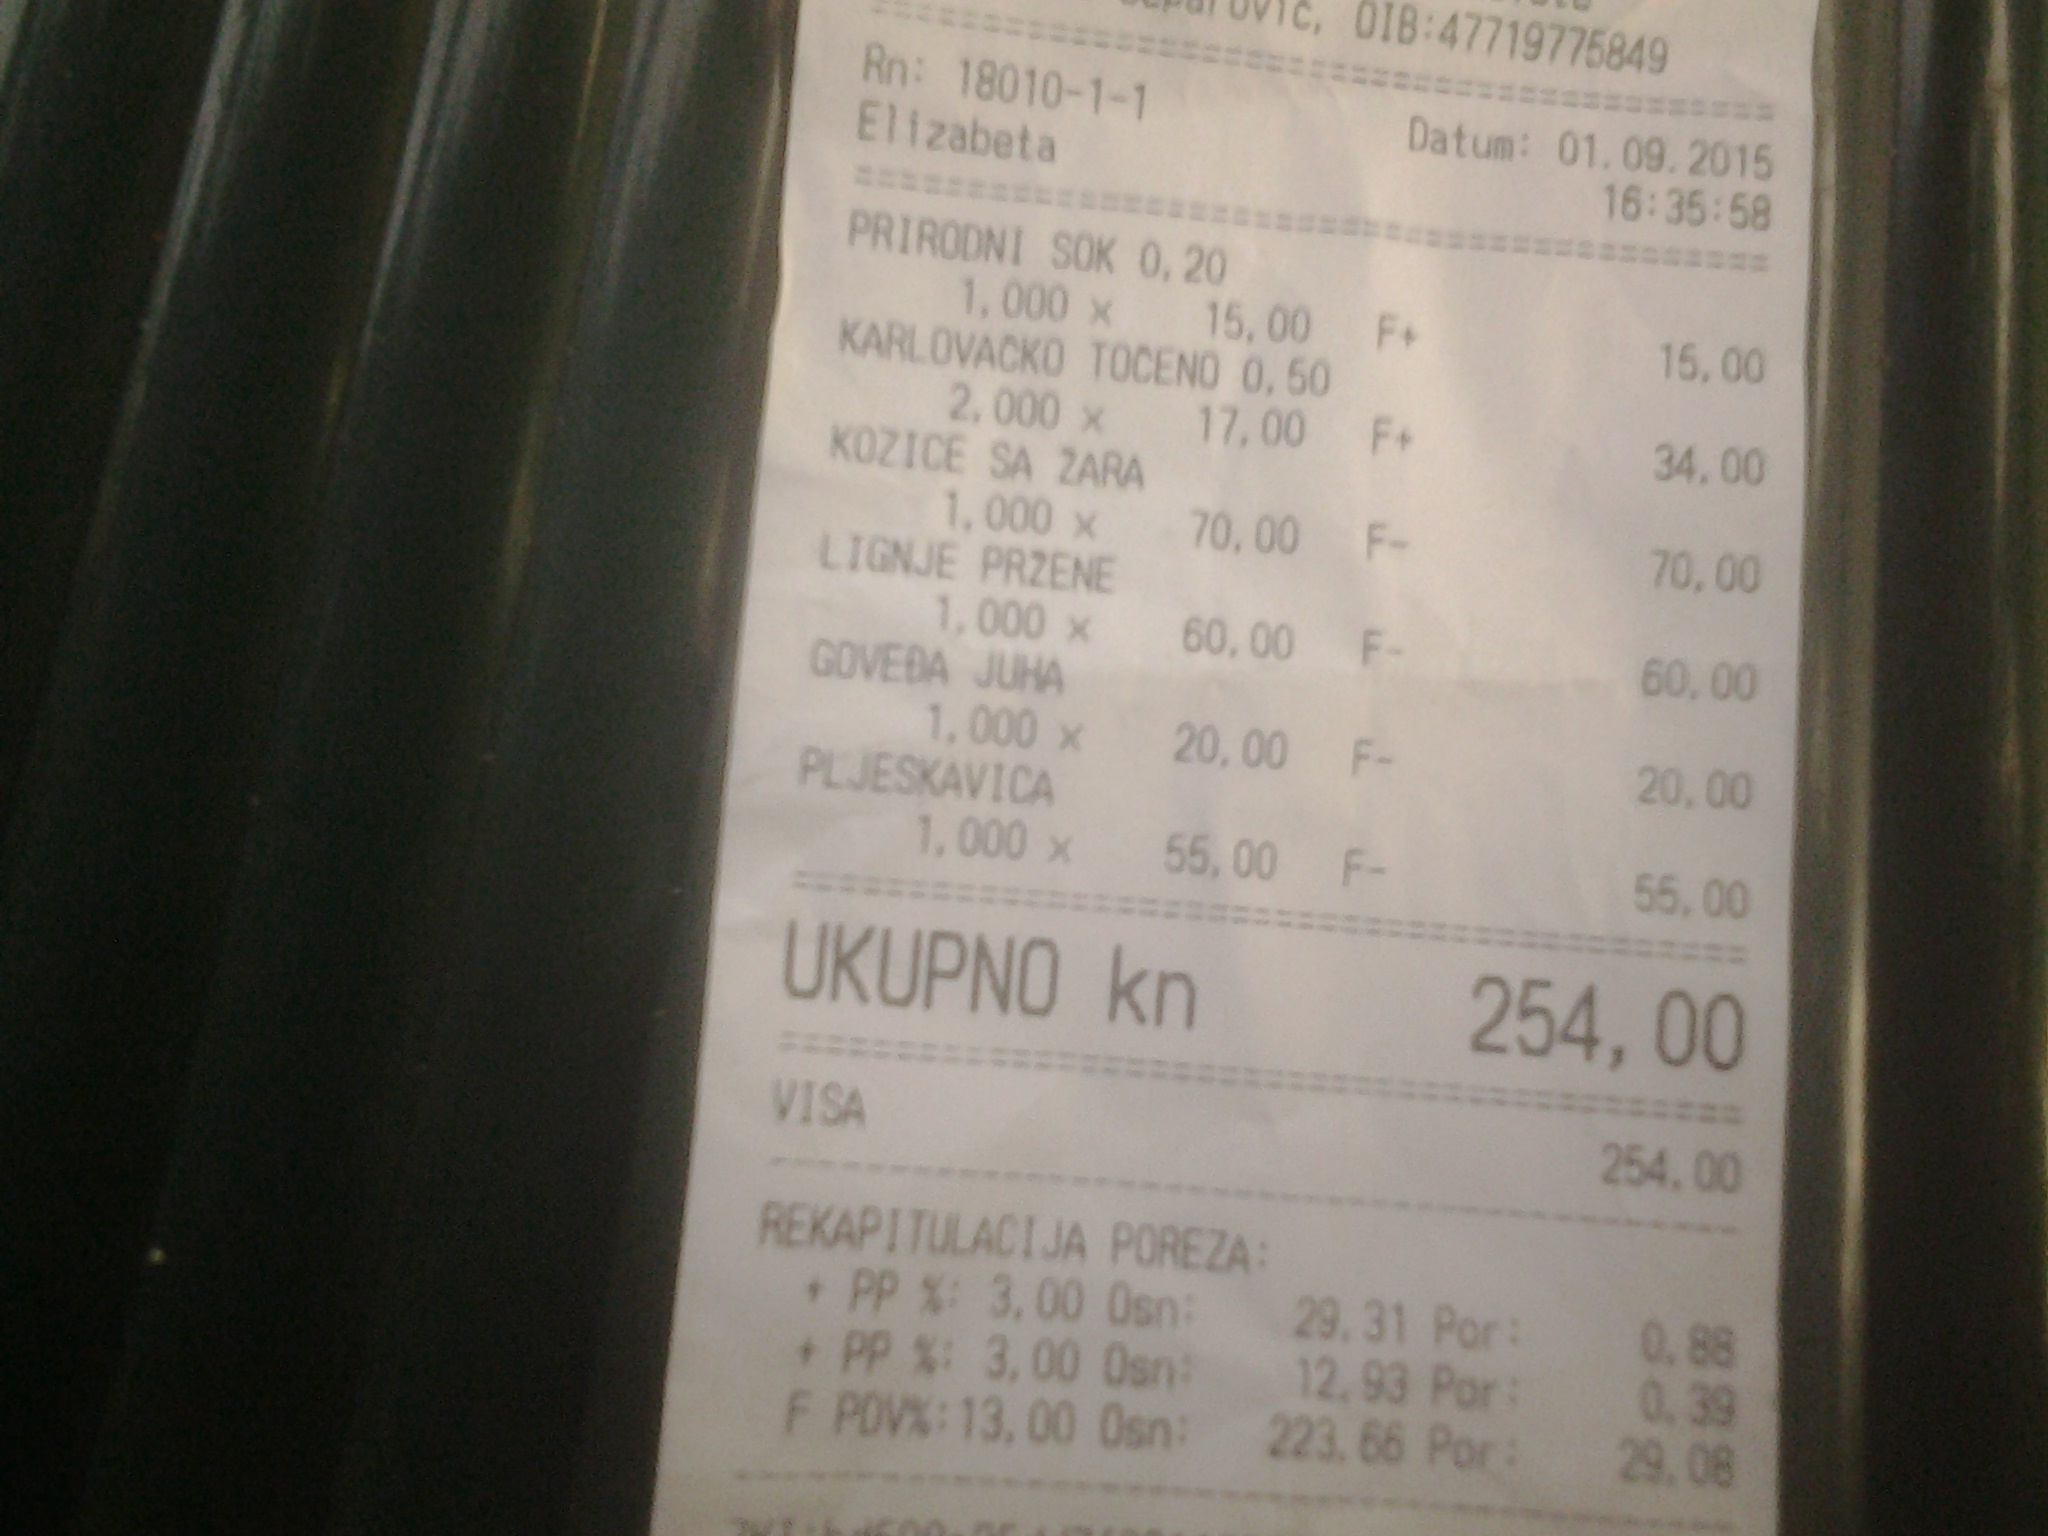 OIB:47719775849
Rn: 18010-1-1
Datum: 01.09.2015
Elizabeta
16:35:58
PRIRODNI SOK 0,20
1,000 x 15,00 F+ 15,00
KARLOVACKO TOCENO 0,50
2,000 x 17,00 F+ 34,00
KOZICE SA ZARA
1,000 x 70,00 F- 70,00
LIGNJE PRZENE
1,000 x 60,00 F- 60,00
GOVEĐA JUHA
1,000 x 20,00 F- 20,00
PLJESKAVICA
1,000 x 55,00 F- 55,00
UKUPNO kn 254,00
VISA 254,00
REKAPITULACIJA POREZA:
+ PP %: 3,00 Osn: 29,31 Por: 0,88
+ PP %: 3,00 Osn: 12,93 Por: 0,39
F PDV%:13,00 Osn: 223,66 Por: 29,08